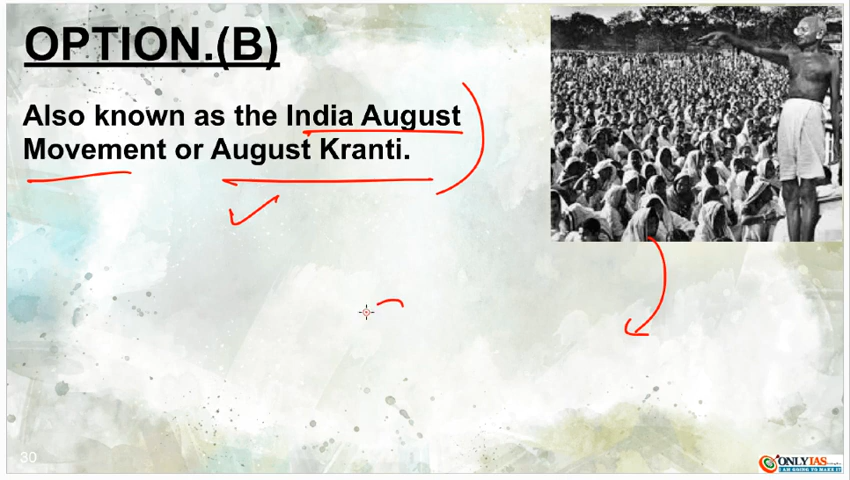 OPTION.(B)
Also known as the India August
Movement or August Kranti.
30
ONLYIAS
I AM GOING TO MAKE IT